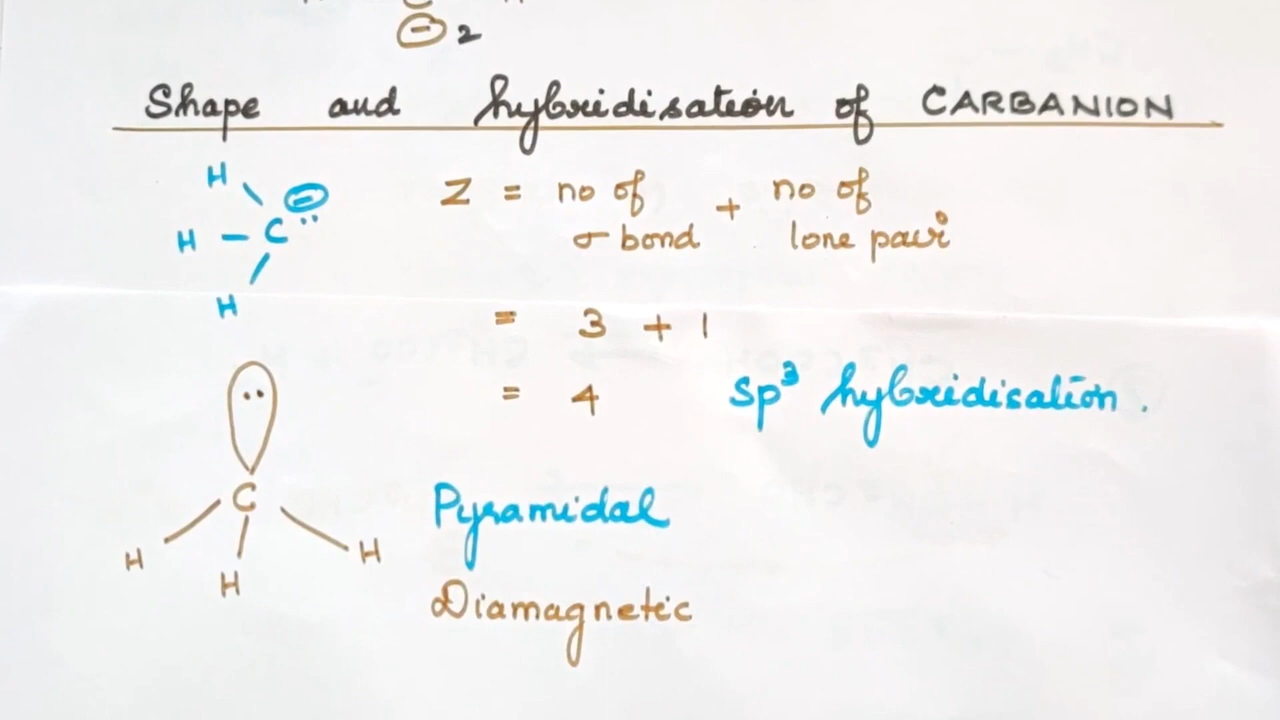 ⊖ 2
Shape and hybridisation of CARBANION
H
H – C ⊖ ..
H
Z = no of σ bond + no of lone pair
= 3 + 1
= 4 sp³ hybridisation.
..
C
H H H
Pyramidal
Diamagnetic